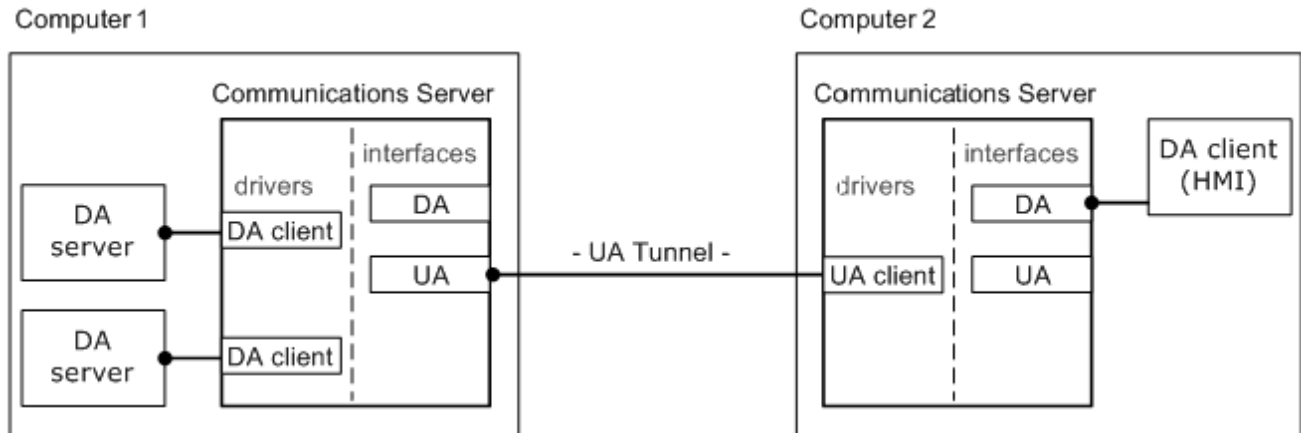 Computer 1
Computer 2
Communications Server
Communications Server
interfaces
drivers
DA
server
DA client
DA
UA
DA
server
DA client
- UA Tunnel -
interfaces
drivers
DA
UA client
UA
DA client
(HMI)